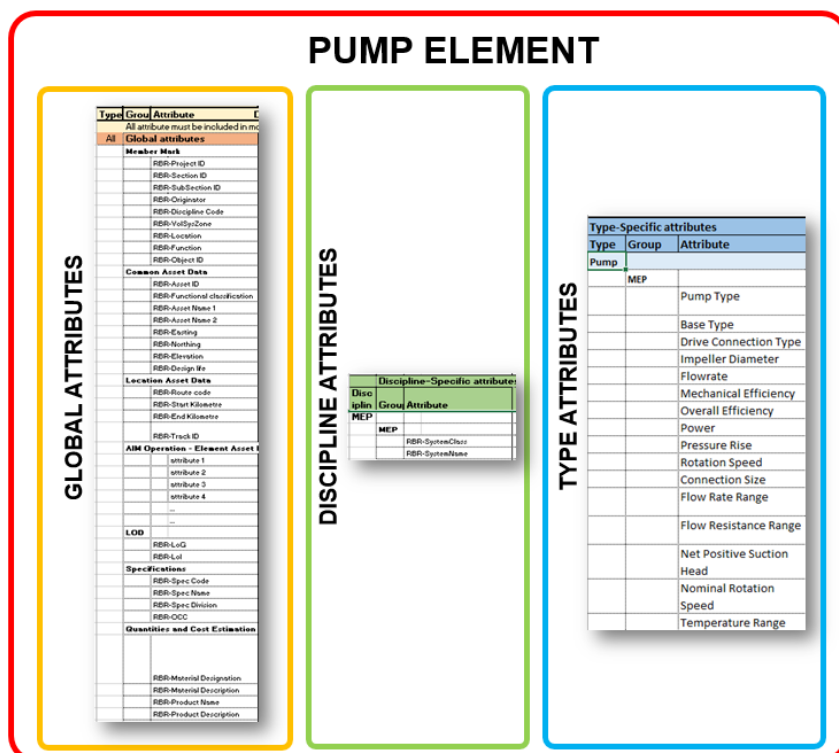 PUMP ELEMENT
GLOBAL ATTRIBUTES
Type Grou Attribute D
All attribute must be included in mo
All Global attributes
Member Mark
RBR-Project ID
RBR-Section ID
RBR-SubSection ID
RBR-Originator
RBR-Discipline Code
RBR-VolSysZone
RBR-Location
RBR-Function
RBR-Object ID
Common Asset Data
RBR-Asset ID
RBR-Functional classification
RBR-Asset Name 1
RBR-Asset Name 2
RBR-Easting
RBR-Northing
RBR-Elevation
RBR-Design life
Location Asset Data
RBR-Route code
RBR-Start Kilometre
RBR-End Kilometre
RBR-Track ID
AIM Operation - Element Asset
attribute 1
attribute 2
attribute 3
attribute 4
...
...
LOD
RBR-LoG
RBR-LoI
Specifications
RBR-Spec Code
RBR-Spec Name
RBR-Spec Division
RBR-OCC
Quantities and Cost Estimation
RBR-Material Designation
RBR-Material Description
RBR-Product Name
RBR-Product Description
DISCIPLINE ATTRIBUTES
Discipline-Specific attributes
Disc
iplin Grou Attribute
MEP
MEP
RBR-SystemClass
RBR-SystemName
TYPE ATTRIBUTES
Type-Specific attributes
Type Group Attribute
Pump
MEP
Pump Type
Base Type
Drive Connection Type
Impeller Diameter
Flowrate
Mechanical Efficiency
Overall Efficiency
Power
Pressure Rise
Rotation Speed
Connection Size
Flow Rate Range
Flow Resistance Range
Net Positive Suction
Head
Nominal Rotation
Speed
Temperature Range